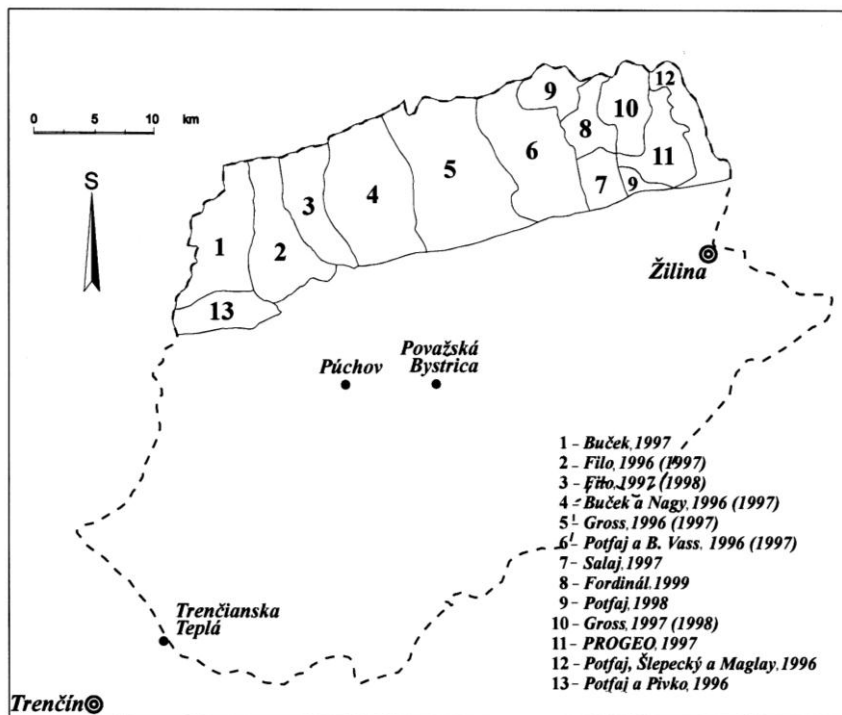 0 5 10 km
S
12
9
10
8
11
6
5
7
9
4
3
1
2
13
Žilina
Považská
Bystrica
Púchov
1 – Buček, 1997
2 – Filo, 1996 (1997)
3 – Filo, 1997 (1998)
4 – Buček a Nagy, 1996 (1997)
5 – Gross, 1996 (1997)
6 – Potfaj a B. Vass, 1996 (1997)
7 – Salaj, 1997
8 – Fordinál, 1999
9 – Potfaj, 1998
10 – Gross, 1997 (1998)
11 – PROGEO, 1997
12 – Potfaj, Šlepecký a Maglay, 1996
13 – Potfaj a Pivko, 1996
Trenčianska
Teplá
Trenčín